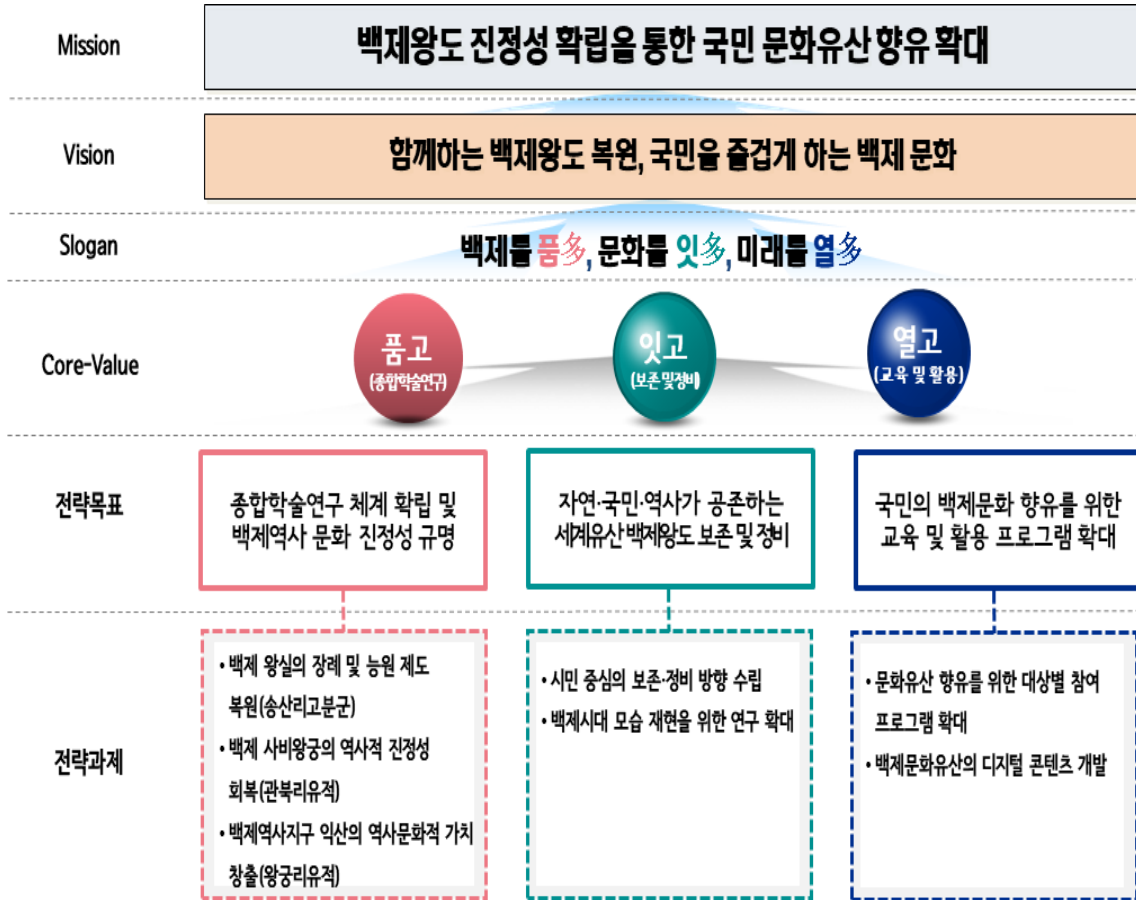 Mission
백제왕도 진정성 확립을 통한 국민 문화유산 향유 확대
Vision
함께하는 백제왕도 복원, 국민을 즐겁게 하는 백제 문화
Slogan
백제를 품多, 문화를 잇多, 미래를 열多
Core-Value
품고
(종합학술연구)
잇고
(보존 및 정비)
열고
(교육 및 활용)
전략목표
종합학술연구 체계 확립 및
백제역사 문화 진정성 규명
자연·국민·역사가 공존하는
세계유산 백제왕도 보존 및 정비
국민의 백제문화 향유를 위한
교육 및 활용 프로그램 확대
전략과제
• 백제 왕실의 장례 및 능원 제도
복원(송산리고분군)
• 백제 사비왕궁의 역사적 진정성
회복(관북리유적)
• 백제역사지구 익산의 역사문화적 가치
창출(왕궁리유적)
• 시민 중심의 보존·정비 방향 수립
• 백제시대 모습 재현을 위한 연구 확대
• 문화유산 향유를 위한 대상별 참여
프로그램 확대
• 백제문화유산의 디지털 콘텐츠 개발